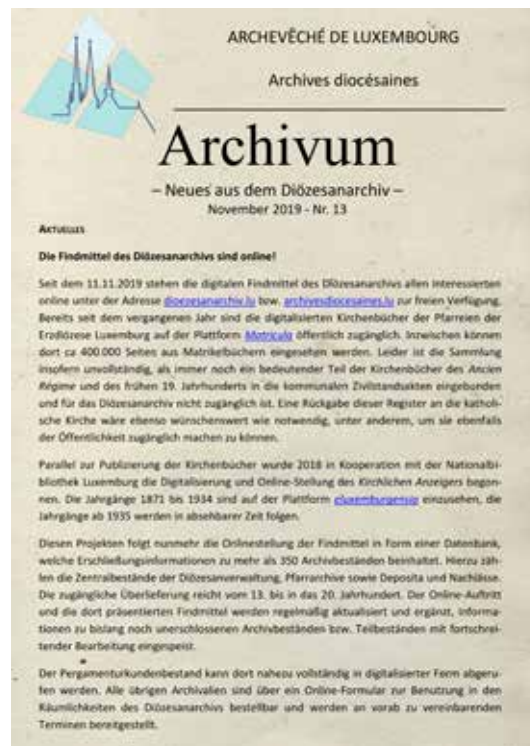 ARCHEVÊCHÉ DE LUXEMBOURG
Archives diocésaines
Archivum
– Neues aus dem Diözesanarchiv –
November 2019 - Nr. 13
AKTUELLES
Die Findmittel des Diözesanarchivs sind online!
Seit dem 11.11.2019 stehen die digitalen Findmittel des Diözesanarchivs allen Interessierten
online unter der Adresse dioezesanarchiv.lu bzw. archivesdiocesaines.lu zur freien Verfügung.
Bereits seit dem vergangenen Jahr sind die digitalisierten Kirchenbücher der Pfarreien der
Erzdiözese Luxemburg auf der Plattform Matricula öffentlich zugänglich. Inzwischen können
dort ca 400.000 Seiten aus Matrikelbüchern eingesehen werden. Leider ist die Sammlung
insofern unvollständig, als immer noch ein bedeutender Teil der Kirchenbücher des Ancien
Régime und des frühen 19. Jahrhunderts in die kommunalen Zivilstandsakten eingebunden
und für das Diözesanarchiv nicht zugänglich ist. Eine Rückgabe dieser Register an die katholi-
sche Kirche wäre ebenso wünschenswert wie notwendig, unter anderem, um sie ebenfalls
der Öffentlichkeit zugänglich machen zu können.
Parallel zur Publizierung der Kirchenbücher wurde 2018 in Kooperation mit der Nationalbi-
bliothek Luxemburg die Digitalisierung und Online-Stellung des Kirchlichen Anzeigers begon-
nen. Die Jahrgänge 1871 bis 1934 sind auf der Plattform eluxemburgensia einzusehen, die
Jahrgänge ab 1935 werden in absehbarer Zeit folgen.
Diesen Projekten folgt nunmehr die Onlinestellung der Findmittel in Form einer Datenbank,
welche Erschließungsinformationen zu mehr als 350 Archivbeständen beinhaltet. Hierzu zäh-
len die Zentralbestände der Diözesanverwaltung, Pfarrarchive sowie Deposita und Nachlässe.
Die zugängliche Überlieferung reicht vom 13. bis in das 20. Jahrhundert. Der Online-Auftritt
und die dort präsentierten Findmittel werden regelmäßig aktualisiert und ergänzt, Informa-
tionen zu bislang noch unerschlossenen Archivbeständen bzw. Teilbeständen mit fortschrei-
tender Bearbeitung eingespeist.
Der Pergamenturkundenbestand kann dort nahezu vollständig in digitalisierter Form abgeru-
fen werden. Alle übrigen Archivalien sind über ein Online-Formular zur Benutzung in den
Räumlichkeiten des Diözesanarchivs bestellbar und werden an vorab zu vereinbarenden
Terminen bereitgestellt.